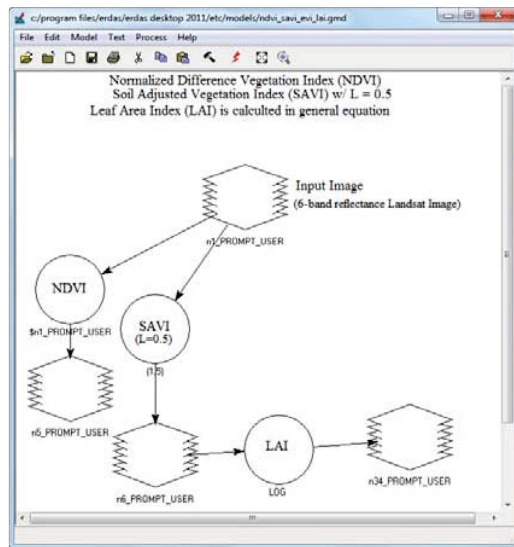 c:/program files/erdas/erdas desktop 2011/etc/models/ndvi_savi_evi_lai.gmd
File Edit Model Text Process Help
Normalized Difference Vegetation Index (NDVI)
Soil Adjusted Vegetation Index (SAVI) w/ L = 0.5
Leaf Area Index (LAI) is calculted in general equation
Input Image
(6-band reflectance Landsat Image)
n1_PROMPT_USER
NDVI
$n1_PROMPT_USER
SAVI
(L=0.5)
(1.5)
n5_PROMPT_USER
n6_PROMPT_USER
LAI
LOG
n34_PROMPT_USER